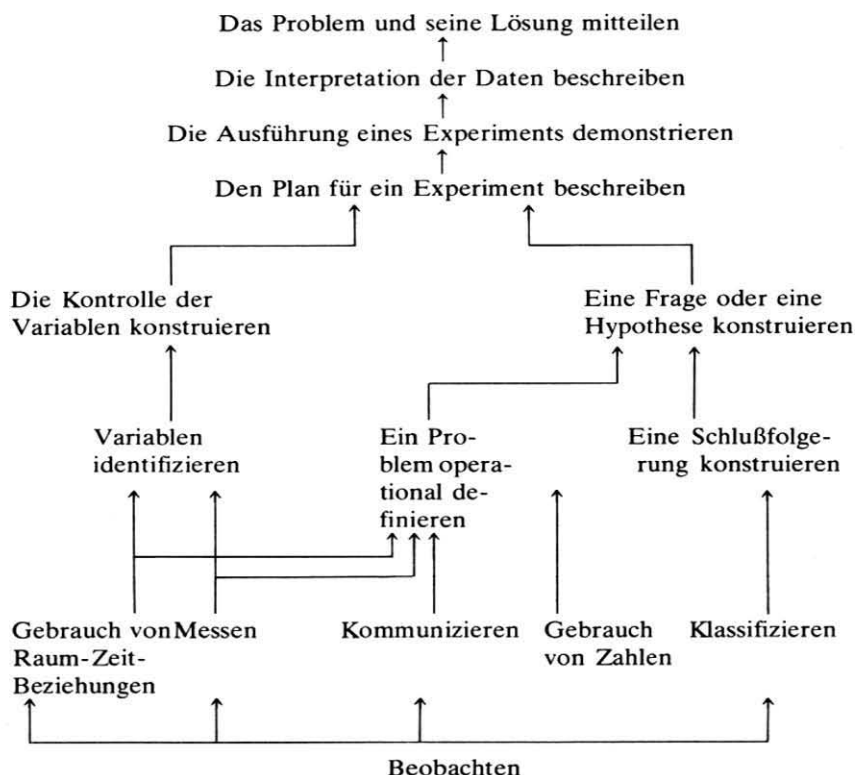 Das Problem und seine Lösung mitteilen
Die Interpretation der Daten beschreiben
Die Ausführung eines Experiments demonstrieren
Den Plan für ein Experiment beschreiben
Die Kontrolle der
Variablen konstruieren
Eine Frage oder eine
Hypothese konstruieren
Variablen
identifizieren
Ein Pro-
blem opera-
tional de-
finieren
Eine Schlußfolge-
rung konstruieren
Gebrauch von
Raum-Zeit-
Beziehungen
Messen
Kommunizieren
Gebrauch
von Zahlen
Klassifizieren
Beobachten